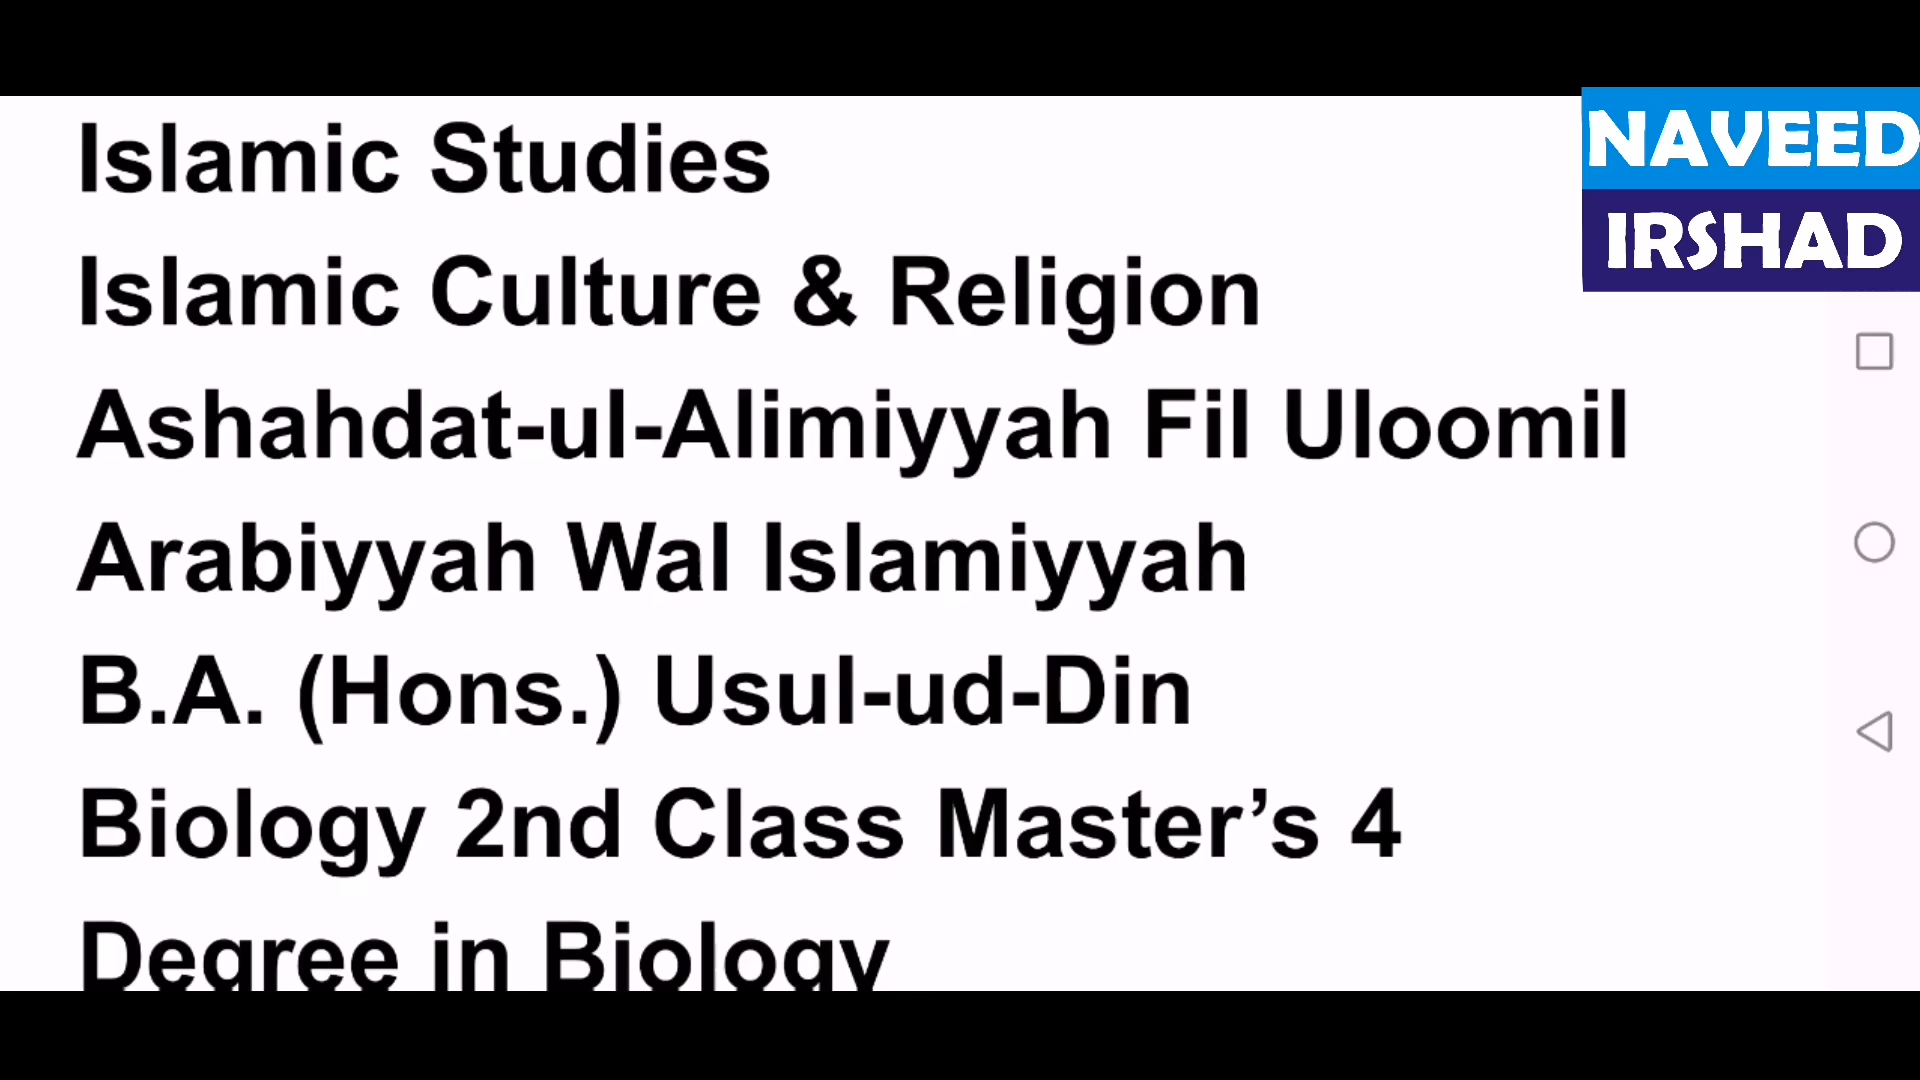 Islamic Studies
Islamic Culture & Religion
Ashahdat-ul-Alimiyyah Fil Uloomil
Arabiyyah Wal Islamiyyah
B.A. (Hons.) Usul-ud-Din
Biology 2nd Class Master’s 4
Degree in Biology
NAVEED
IRSHAD